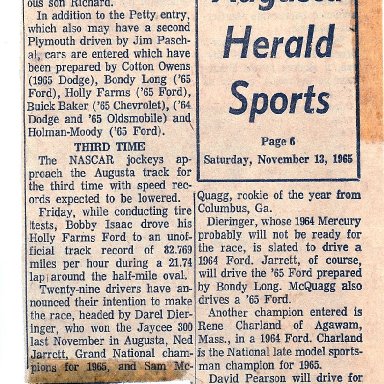 ous son Richard.
In addition to the Petty entry,
which also may have a second
Plymouth driven by Jim Pasch-
al, cars are entered which have
been prepared by Cotton Owens
(1965 Dodge), Bondy Long ('65
Ford), Holly Farms ('65 Ford),
Buick Baker ('65 Chevrolet), ('64
Dodge and '65 Oldsmobile) and
Holman-Moody ('65 Ford).
THIRD TIME
The NASCAR jockeys ap-
proach the Augusta track for
the third time with speed rec-
ords expected to be lowered.
Friday, while conducting tire
tests, Bobby Isaac drove his
Holly Farms Ford to an unof-
ficial track record of 82.769
miles per hour during a 21.74
lap around the half-mile oval.
Twenty-nine drivers have an-
nounced their intention to make
the race, headed by Darel Dier-
inger, who won the Jaycee 300
last November in Augusta, Ned
Jarrett, Grand National cham-
pions for 1965, and Sam Mc-
Augusta
Herald
Sports
Page 6
Saturday, November 13, 1965
Quagg, rookie of the year from
Columbus, Ga.
Dieringer, whose 1964 Mercury
probably will not be ready for
the race, is slated to drive a
1964 Ford. Jarrett, of course,
will drive the '65 Ford prepared
by Bondy Long. McQuagg also
drives a '65 Ford.
Another champion entered is
Rene Charland of Agawam,
Mass., in a 1964 Ford. Charland
is the National late model sports-
man champion for 1965.
David Pearson will drive for